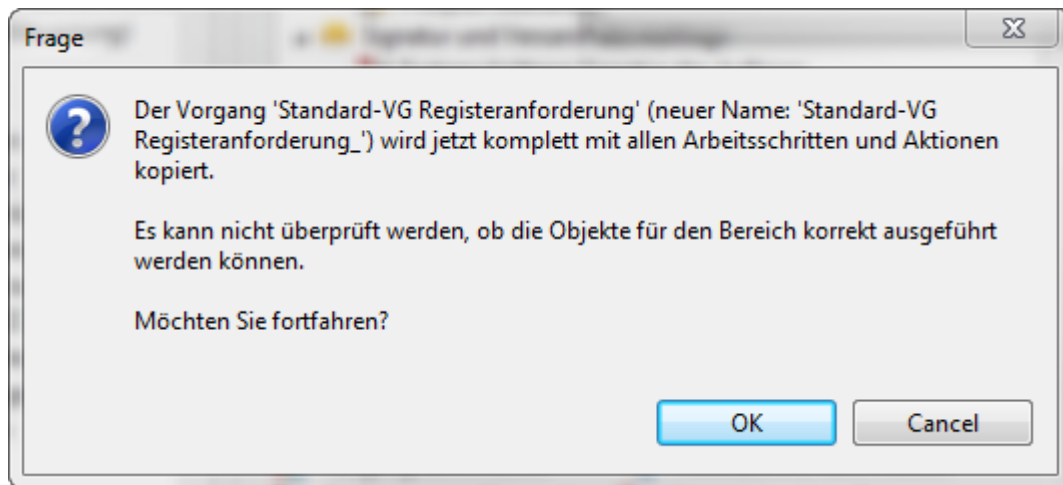 Frage
Der Vorgang 'Standard-VG Registeranforderung' (neuer Name: 'Standard-VG
Registeranforderung_') wird jetzt komplett mit allen Arbeitsschritten und Aktionen
kopiert.
Es kann nicht überprüft werden, ob die Objekte für den Bereich korrekt ausgeführt
werden können.
Möchten Sie fortfahren?
OK
Cancel